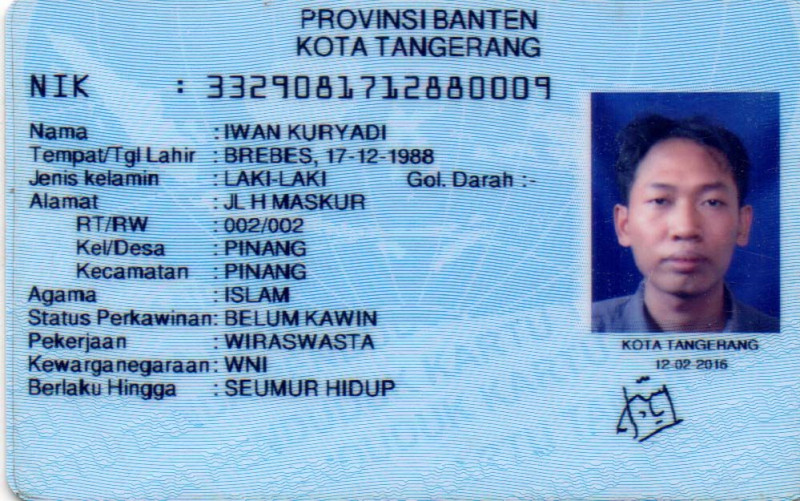 PROVINSI BANTEN
KOTA TANGERANG
NIK : 3329081712880009
Nama : IWAN KURYADI
Tempat/Tgl Lahir : BREBES, 17-12-1988
Jenis kelamin : LAKI-LAKI Gol. Darah :-
Alamat : JL H MASKUR
RT/RW : 002/002
Kel/Desa : PINANG
Kecamatan : PINANG
Agama : ISLAM
Status Perkawinan: BELUM KAWIN
Pekerjaan : WIRASWASTA
Kewarganegaraan: WNI
Berlaku Hingga : SEUMUR HIDUP
KOTA TANGERANG
12-02-2016